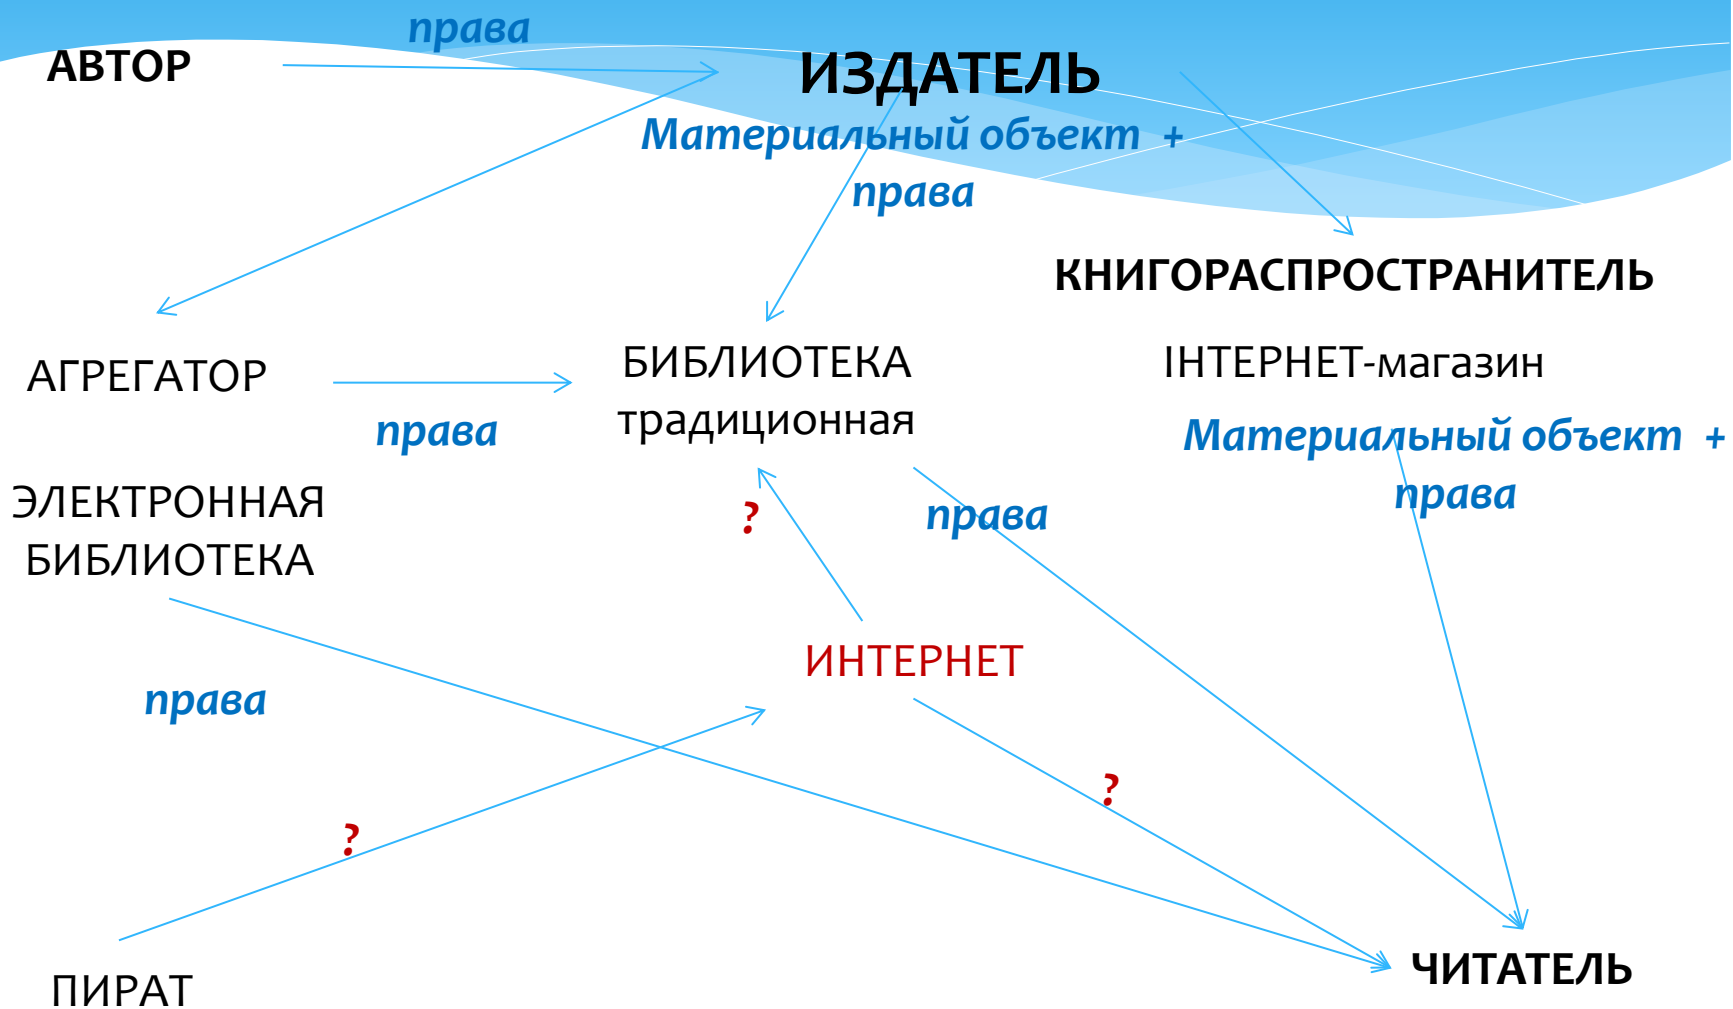 права
АВТОР
ИЗДАТЕЛЬ
Материальный объект +
права
КНИГОРАСПРОСТРАНИТЕЛЬ
АГРЕГАТОР
права
БИБЛИОТЕКА
традиционная
ІНТЕРНЕТ-магазин
Материальный объект +
права
ЭЛЕКТРОННАЯ
БИБЛИОТЕКА
?
права
ИНТЕРНЕТ
права
?
?
ЧИТАТЕЛЬ
ПИРАТ